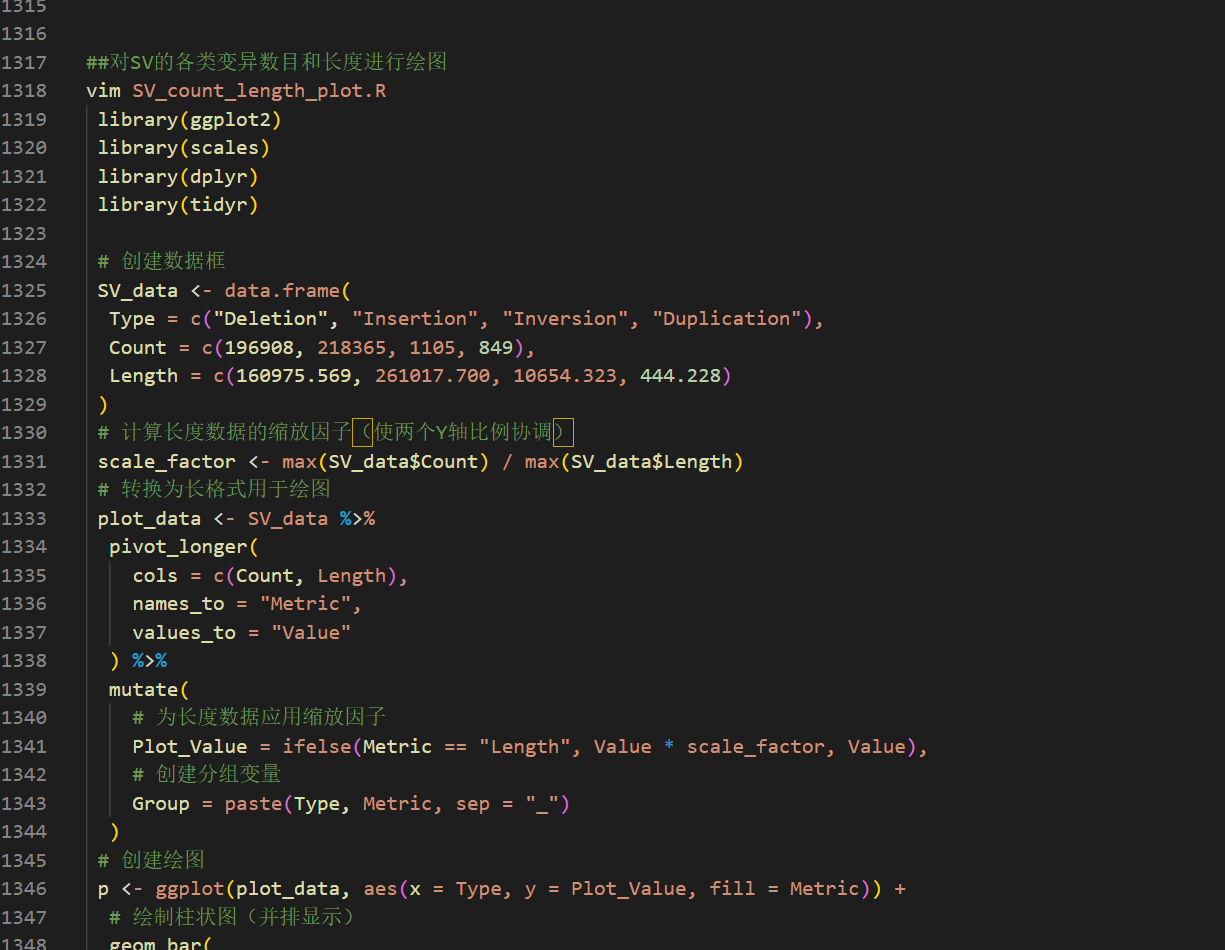 1315
1316
1317 ##对SV的各类变异数目和长度进行绘图
1318 vim SV_count_length_plot.R
1319 library(ggplot2)
1320 library(scales)
1321 library(dplyr)
1322 library(tidyr)
1323
1324 # 创建数据框
1325 SV_data <- data.frame(
1326 Type = c("Deletion", "Insertion", "Inversion", "Duplication"),
1327 Count = c(196908, 218365, 1105, 849),
1328 Length = c(160975.569, 261017.700, 10654.323, 444.228)
1329 )
1330 # 计算长度数据的缩放因子（使两个Y轴比例协调）
1331 scale_factor <- max(SV_data$Count) / max(SV_data$Length)
1332 # 转换为长格式用于绘图
1333 plot_data <- SV_data %>%
1334 pivot_longer(
1335 cols = c(Count, Length),
1336 names_to = "Metric",
1337 values_to = "Value"
1338 ) %>%
1339 mutate(
1340 # 为长度数据应用缩放因子
1341 Plot_Value = ifelse(Metric == "Length", Value * scale_factor, Value),
1342 # 创建分组变量
1343 Group = paste(Type, Metric, sep = "_")
1344 )
1345 # 创建绘图
1346 p <- ggplot(plot_data, aes(x = Type, y = Plot_Value, fill = Metric)) +
1347 # 绘制柱状图（并排显示）
1348 geom_bar(